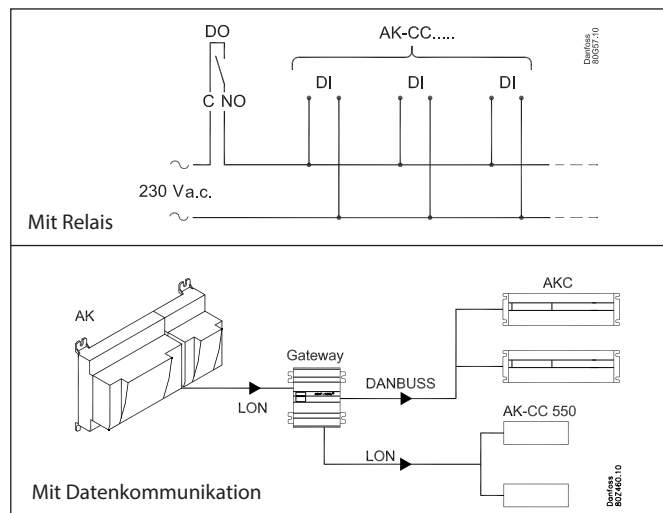 DO
AK-CC.....
Danfoss
80G57.10
DI
DI
DI
C NO
230 Va.c.
Mit Relais
AK
AKC
Gateway
DANBUSS
LON
AK-CC 550
LON
Mit Datenkommunikation
Danfoss
80Z460.10